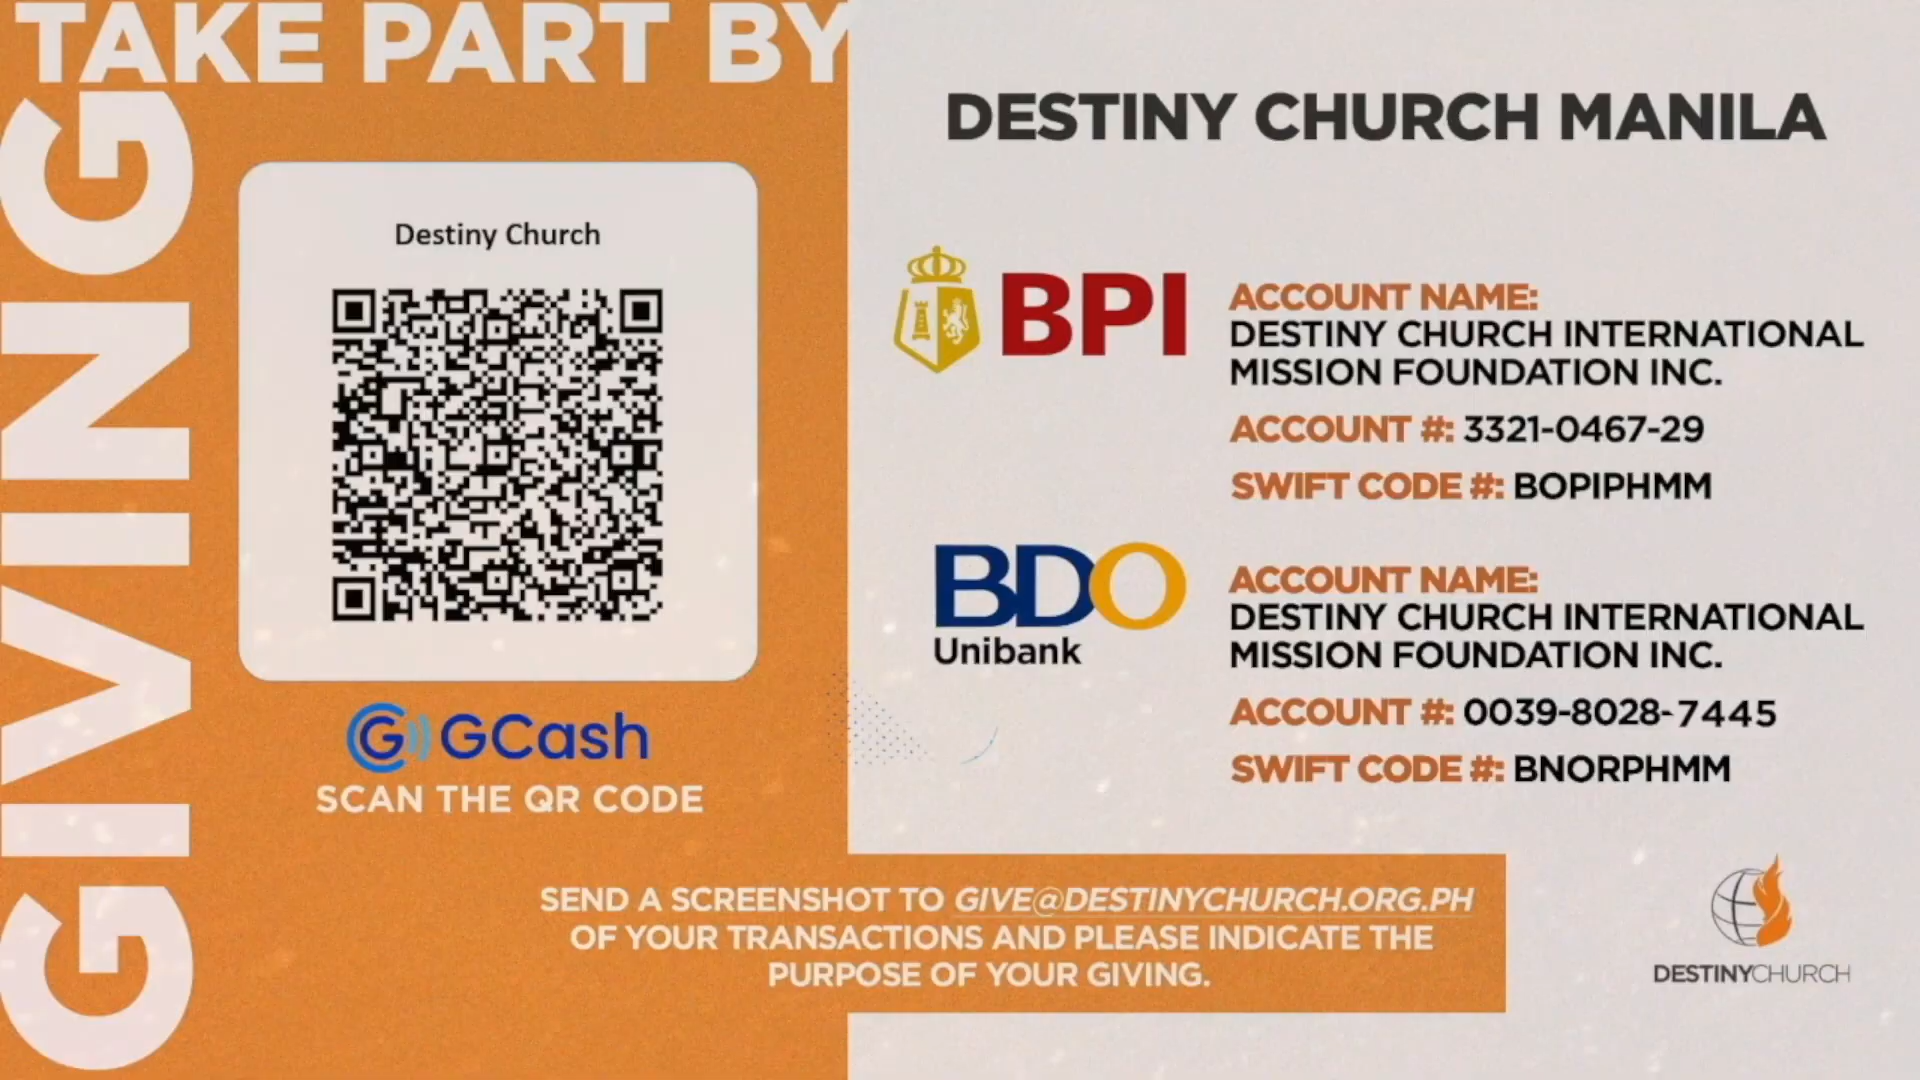 TAKE PART BY
GIVING
Destiny Church
GCash
SCAN THE QR CODE
DESTINY CHURCH MANILA
BPI
ACCOUNT NAME:
DESTINY CHURCH INTERNATIONAL
MISSION FOUNDATION INC.
ACCOUNT #: 3321-0467-29
SWIFT CODE #: BOPIPHMM
BDO
Unibank
ACCOUNT NAME:
DESTINY CHURCH INTERNATIONAL
MISSION FOUNDATION INC.
ACCOUNT #: 0039-8028-7445
SWIFT CODE #: BNORPHMM
SEND A SCREENSHOT TO GIVE@DESTINYCHURCH.ORG.PH
OF YOUR TRANSACTIONS AND PLEASE INDICATE THE
PURPOSE OF YOUR GIVING.
DESTINYCHURCH